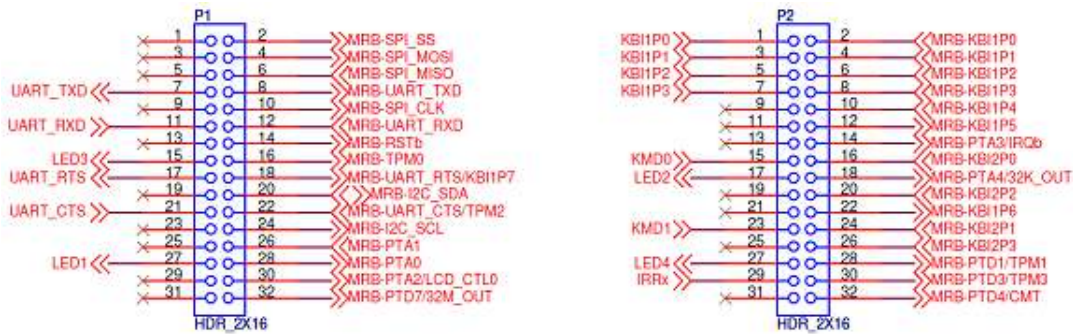 P1
1 2 MRB-SPI_SS
3 4 MRB-SPI_MOSI
5 6 MRB-SPI_MISO
UART_TXD 7 8 MRB-UART_TXD
9 10 MRB-SPI_CLK
UART_RXD 11 12 MRB-UART_RXD
13 14 MRB-RSTb
LED3 15 16 MRB-TPM0
UART_RTS 17 18 MRB-UART_RTS/KBI1P7
19 20 MRB-I2C_SDA
UART_CTS 21 22 MRB-UART_CTS/TPM2
23 24 MRB-I2C_SCL
25 26 MRB-PTA1
LED1 27 28 MRB-PTA0
29 30 MRB-PTA2/LCD_CTL0
31 32 MRB-PTD7/32M_OUT
HDR_2X16
P2
KBI1P0 1 2 MRB-KBI1P0
KBI1P1 3 4 MRB-KBI1P1
KBI1P2 5 6 MRB-KBI1P2
KBI1P3 7 8 MRB-KBI1P3
9 10 MRB-KBI1P4
11 12 MRB-KBI1P5
13 14 MRB-PTA3/IRQb
KMD0 15 16 MRB-KBI2P0
LED2 17 18 MRB-PTA4/32K_OUT
19 20 MRB-KBI2P2
21 22 MRB-KBI1P6
KMD1 23 24 MRB-KBI2P1
25 26 MRB-KBI2P3
LED4 27 28 MRB-PTD1/TPM1
IRRx 29 30 MRB-PTD3/TPM3
31 32 MRB-PTD4/CMT
HDR_2X16